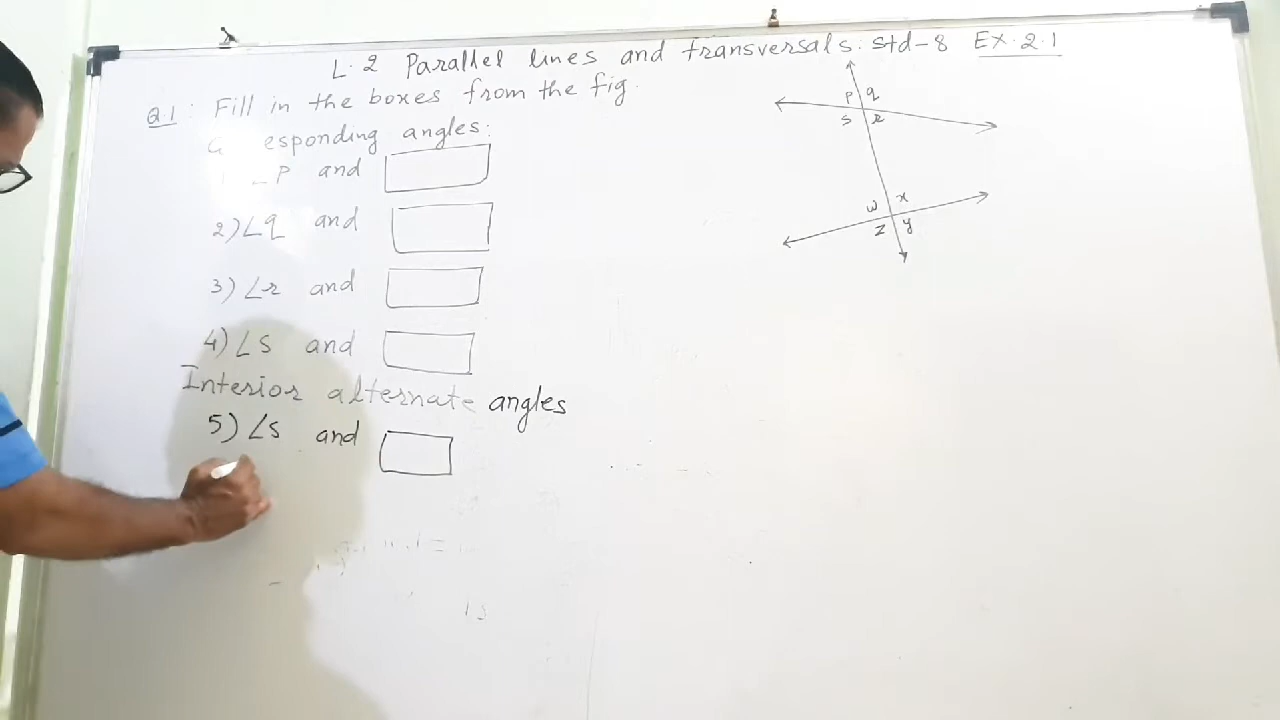 L. 2 Parallel lines and transversals. Std-8 EX. 2.1
Q.1 : Fill in the boxes from the fig.
esponding angles:
∠P and
2) ∠q and
3) ∠r and
4) ∠S and
Interior alternate angles
5) ∠S and
P q
S r
w x
z y